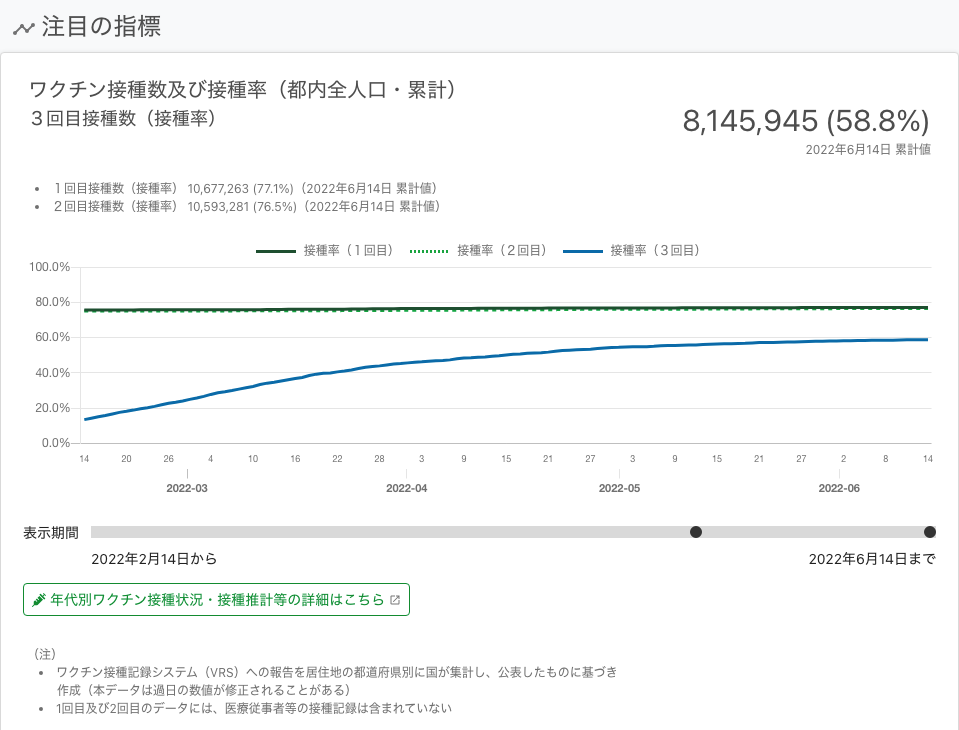 注目の指標
ワクチン接種数及び接種率（都内全人口・累計）
３回目接種数（接種率）
8,145,945 (58.8%)
2022年6月14日 累計値
１回目接種数（接種率） 10,677,263 (77.1%)（2022年6月14日 累計値）
２回目接種数（接種率） 10,593,281 (76.5%)（2022年6月14日 累計値）
接種率（１回目） 接種率（２回目） 接種率（３回目）
100.0%
80.0%
60.0%
40.0%
20.0%
0.0%
14 20 26 4 10 16 22 28 3 9 15 21 27 3 9 15 21 27 2 8 14
2022-03 2022-04 2022-05 2022-06
表示期間
2022年2月14日から 2022年6月14日まで
年代別ワクチン接種状況・接種推計等の詳細はこちら
（注）
ワクチン接種記録システム（VRS）への報告を居住地の都道府県別に国が集計し、公表したものに基づき
作成（本データは過日の数値が修正されることがある）
1回目及び2回目のデータには、医療従事者等の接種記録は含まれていない